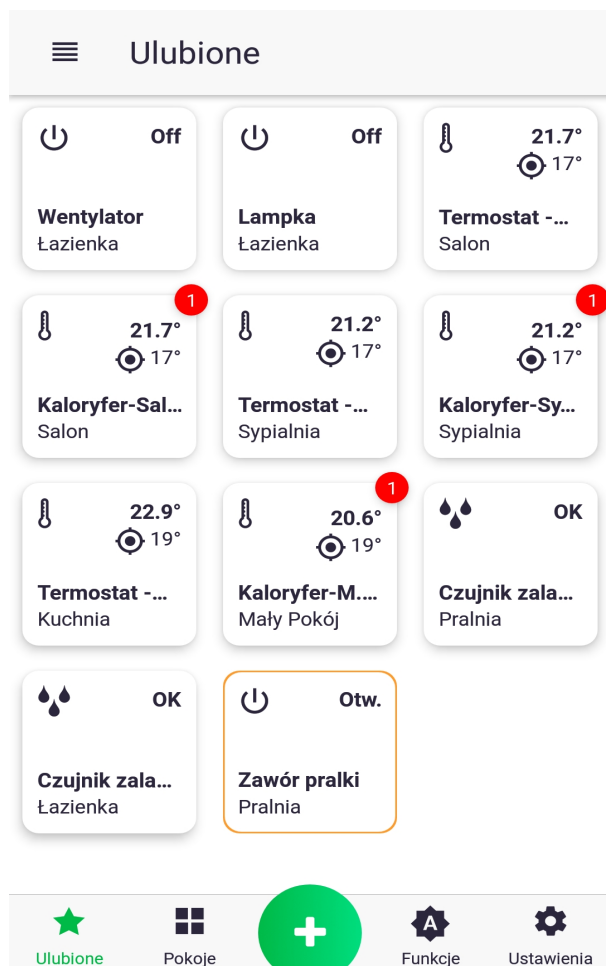 Ulubione
Off
Wentylator
Łazienka
Off
Lampka
Łazienka
21.7°
17°
Termostat -...
Salon
1
21.7°
17°
Kaloryfer-Sal...
Salon
21.2°
17°
Termostat -...
Sypialnia
1
21.2°
17°
Kaloryfer-Sy...
Sypialnia
22.9°
19°
Termostat -...
Kuchnia
1
20.6°
19°
Kaloryfer-M....
Mały Pokój
OK
Czujnik zala...
Pralnia
OK
Czujnik zala...
Łazienka
Otw.
Zawór pralki
Pralnia
A
Ulubione
Pokoje
Funkcje
Ustawienia